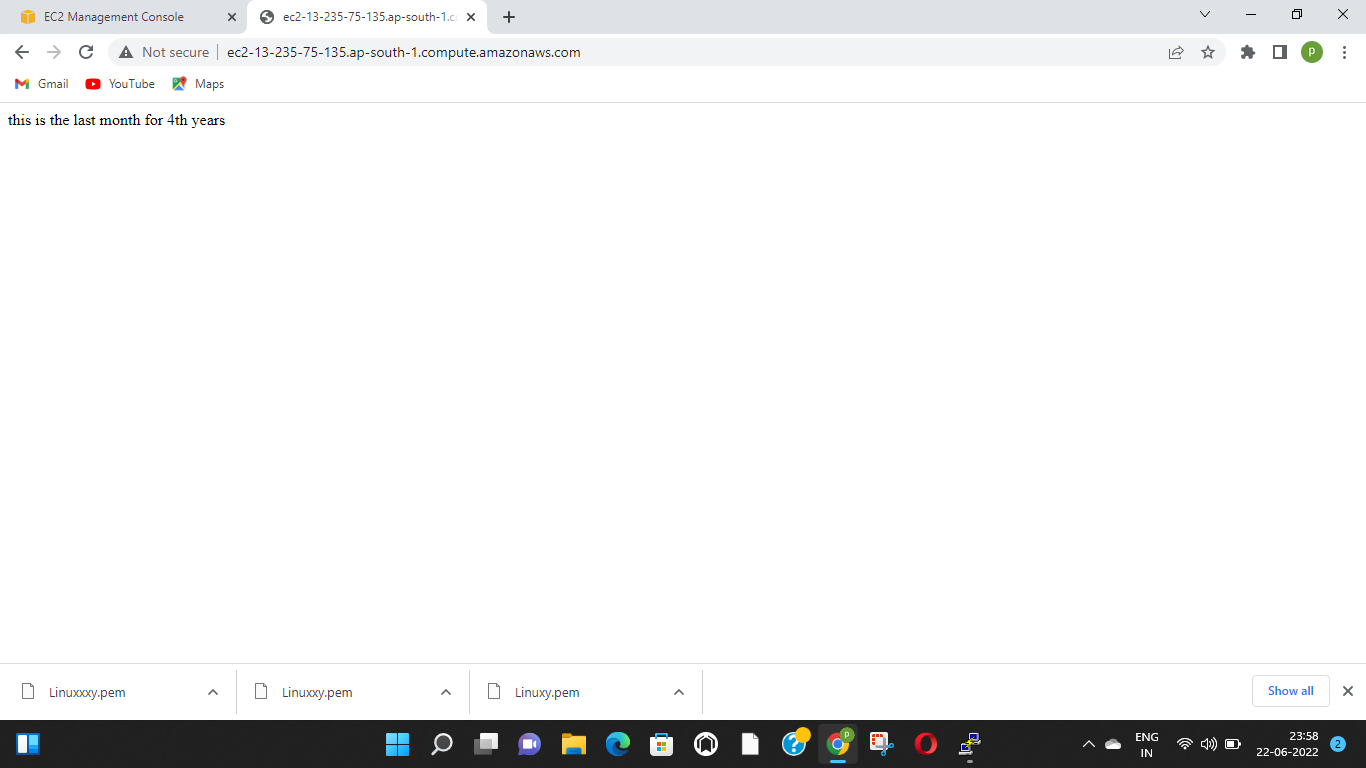 EC2 Management Console
ec2-13-235-75-135.ap-south-1.c
Not secure ec2-13-235-75-135.ap-south-1.compute.amazonaws.com P
Gmail YouTube Maps
this is the last month for 4th years
Linuxxxy.pem Linuxxy.pem Linuxy.pem Show all
P
ENG
IN
23:58
22-06-2022
2